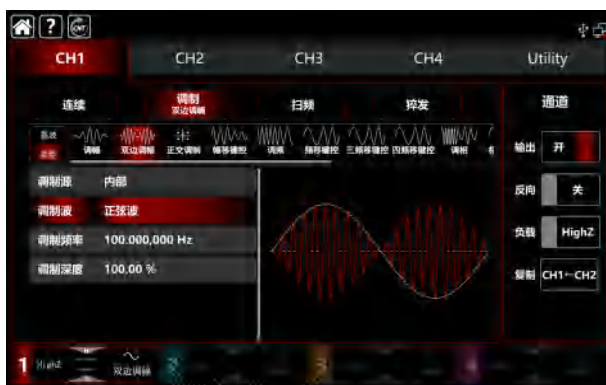 ?
CH1 CH2 CH3 CH4 Utility
连续 调制 扫频 猝发 通道
双边调幅
载波
调幅 双边调幅 正交调制 幅移键控 调频 频移键控 三频移键控 四频移键控 调相
输出 开
调制源 内部
反向 关
调制波 正弦波
负载 HighZ
调制频率 100.000,000 Hz
调制深度 100.00 %
复制 CH1←CH2
1 HighZ 双边调幅 2 3 4